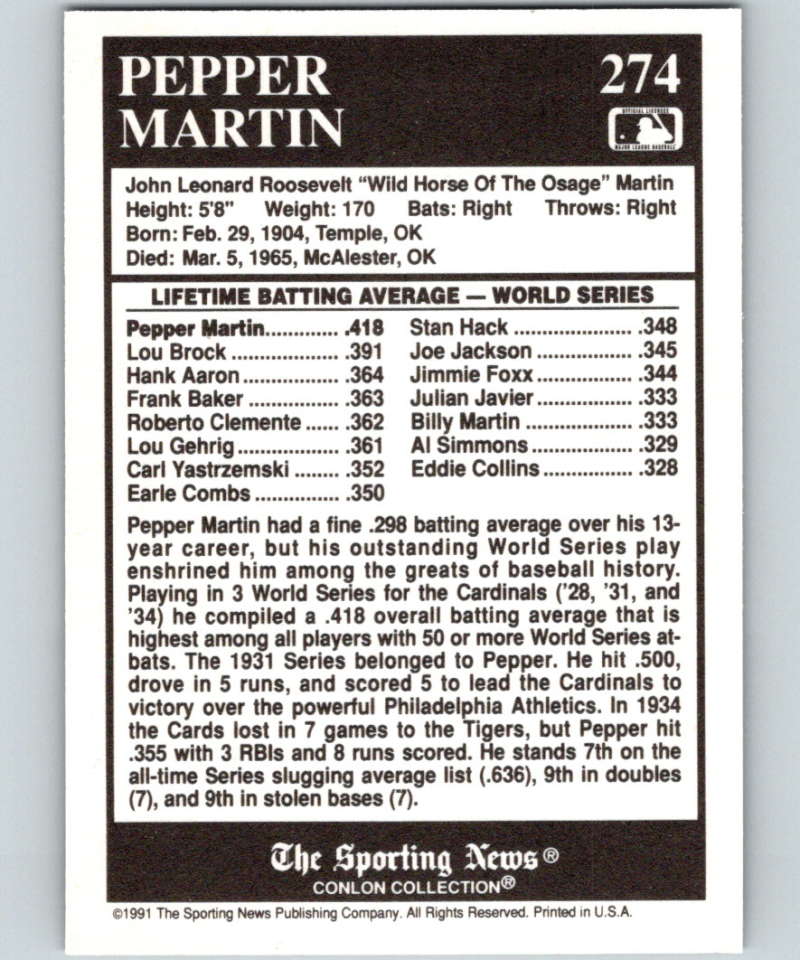 PEPPER
MARTIN
274
OFFICIAL LICENSEE
MAJOR LEAGUE BASEBALL
John Leonard Roosevelt "Wild Horse Of The Osage" Martin
Height: 5'8" Weight: 170 Bats: Right Throws: Right
Born: Feb. 29, 1904, Temple, OK
Died: Mar. 5, 1965, McAlester, OK
LIFETIME BATTING AVERAGE — WORLD SERIES
Pepper Martin............. .418
Lou Brock ................... .391
Hank Aaron ................. .364
Frank Baker ................ .363
Roberto Clemente ...... .362
Lou Gehrig .................. .361
Carl Yastrzemski ........ .352
Earle Combs ............... .350
Stan Hack ..................... .348
Joe Jackson ................. .345
Jimmie Foxx ................. .344
Julian Javier ................. .333
Billy Martin ................... .333
Al Simmons .................. .329
Eddie Collins ................ .328
Pepper Martin had a fine .298 batting average over his 13-
year career, but his outstanding World Series play
enshrined him among the greats of baseball history.
Playing in 3 World Series for the Cardinals ('28, '31, and
'34) he compiled a .418 overall batting average that is
highest among all players with 50 or more World Series at-
bats. The 1931 Series belonged to Pepper. He hit .500,
drove in 5 runs, and scored 5 to lead the Cardinals to
victory over the powerful Philadelphia Athletics. In 1934
the Cards lost in 7 games to the Tigers, but Pepper hit
.355 with 3 RBIs and 8 runs scored. He stands 7th on the
all-time Series slugging average list (.636), 9th in doubles
(7), and 9th in stolen bases (7).
The Sporting News®
CONLON COLLECTION®
©1991 The Sporting News Publishing Company. All Rights Reserved. Printed in U.S.A.